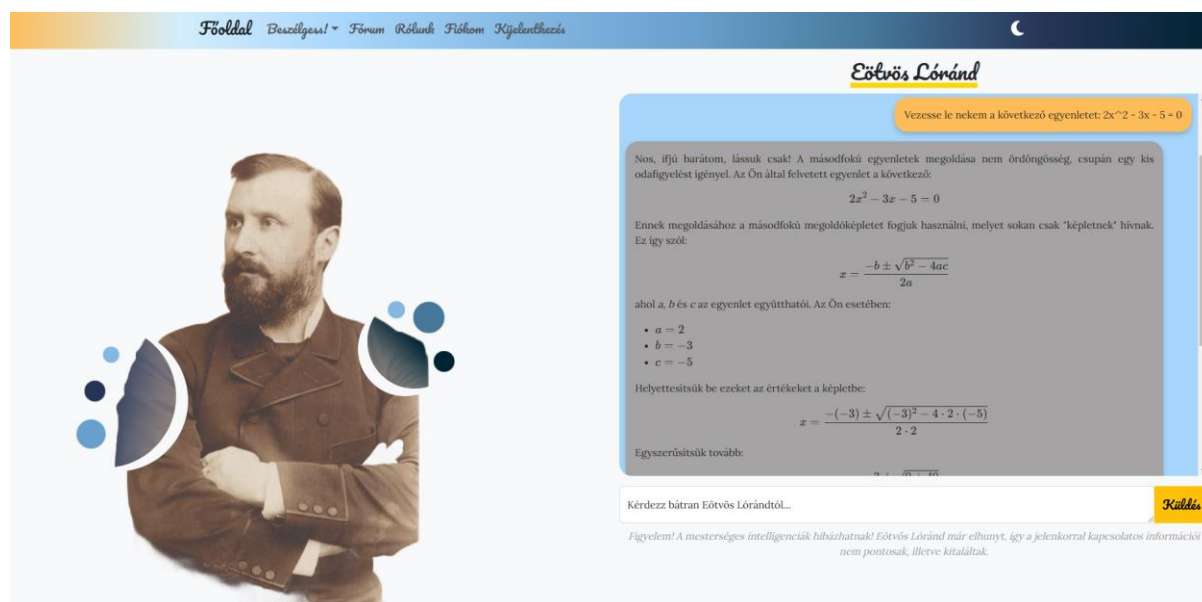 Főoldal Beszélgess! Fórum Rólunk Fiókom Kijelentkezés
Eötvös Lóránd
Vezesse le nekem a következő egyenletet: 2x^2 - 3x - 5 = 0
Nos, ifjú barátom, lássuk csak! A másodfokú egyenletek megoldása nem ördöngösség, csupán egy kis
odafigyelést igényel. Az Ön által felvetett egyenlet a következő:
2x² − 3x − 5 = 0
Ennek megoldásához a másodfokú megoldóképletet fogjuk használni, melyet sokan csak "képletnek" hívnak.
Ez így szól:
x = (−b ± √(b² − 4ac)) / 2a
ahol a, b és c az egyenlet együtthatói. Az Ön esetében:
• a = 2
• b = −3
• c = −5
Helyettesítsük be ezeket az értékeket a képletbe:
x = (−(−3) ± √((−3)² − 4 · 2 · (−5))) / 2 · 2
Egyszerűsítsük tovább:
Kérdezz bátran Eötvös Lórándtól...
Küldés
Figyelem! A mesterséges intelligenciák hibázhatnak! Eötvös Lóránd már elhunyt, így a jelenkorral kapcsolatos információi
nem pontosak, illetve kitaláltak.